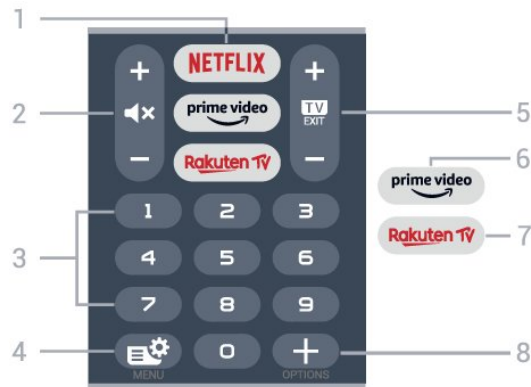 1
NETFLIX
+ +
2 prime video TV 5
EXIT
6
- -
prime video
Rakuten TV
1 2 3
Rakuten TV 7
3 4 5 6
7 8 9
4 0 + 8
MENU OPTIONS